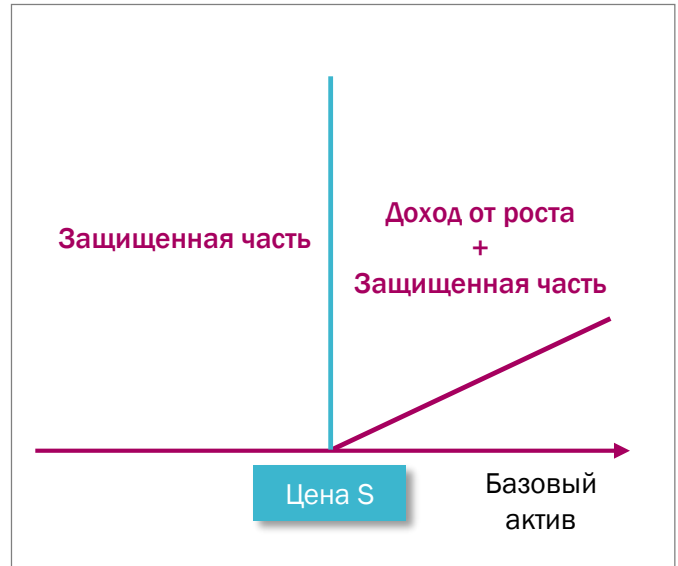 Защищенная часть
Доход от роста
+
Защищенная часть
Цена S
Базовый
актив